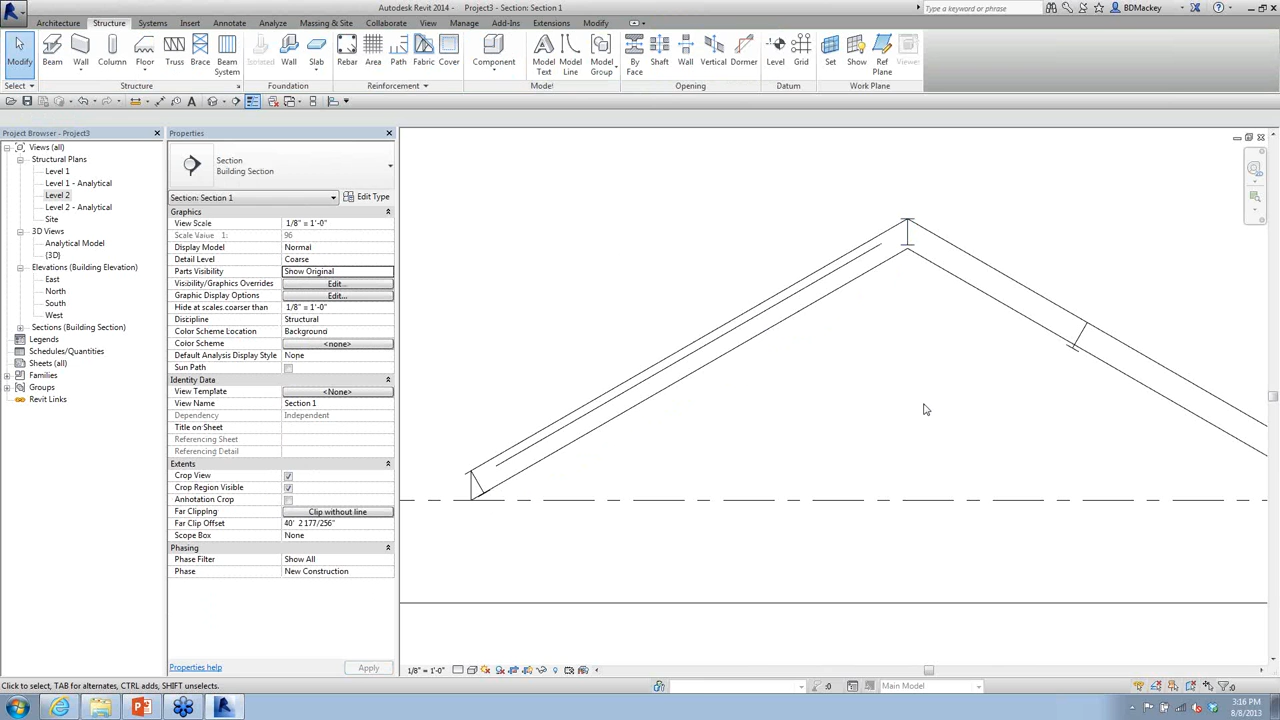 Autodesk Revit 2014 - Project3 - Section: Section 1
Type a keyword or phrase
BDMackey
Architecture Structure Systems Insert Annotate Analyze Massing & Site Collaborate View Manage Add-Ins Extensions Modify
Modify Beam Wall Column Floor Truss Brace Beam System Isolated Wall Slab Rebar Area Path Fabric Cover Component Model Text Model Line Model Group By Face Shaft Wall Vertical Dormer Level Grid Set Show Ref Plane Viewer
Select Structure Foundation Reinforcement Model Opening Datum Work Plane
Project Browser - Project3
Views (all)
Structural Plans
Level 1
Level 1 - Analytical
Level 2
Level 2 - Analytical
Site
3D Views
Analytical Model
{3D}
Elevations (Building Elevation)
East
North
South
West
Sections (Building Section)
Legends
Schedules/Quantities
Sheets (all)
Families
Groups
Revit Links
Properties
Section
Building Section
Section: Section 1 Edit Type
Graphics
View Scale 1/8" = 1'-0"
Scale Value 1: 96
Display Model Normal
Detail Level Coarse
Parts Visibility Show Original
Visibility/Graphics Overrides Edit...
Graphic Display Options Edit...
Hide at scales coarser than 1/8" = 1'-0"
Discipline Structural
Color Scheme Location Background
Color Scheme <none>
Default Analysis Display Style None
Sun Path
Identity Data
View Template <None>
View Name Section 1
Dependency Independent
Title on Sheet
Referencing Sheet
Referencing Detail
Extents
Crop View
Crop Region Visible
Annotation Crop
Far Clipping Clip without line
Far Clip Offset 40' 2 177/256"
Scope Box None
Phasing
Phase Filter Show All
Phase New Construction
Properties help Apply
1/8" = 1'-0"
Click to select, TAB for alternates, CTRL adds, SHIFT unselects. :0 Main Model :0
3:16 PM
8/8/2013